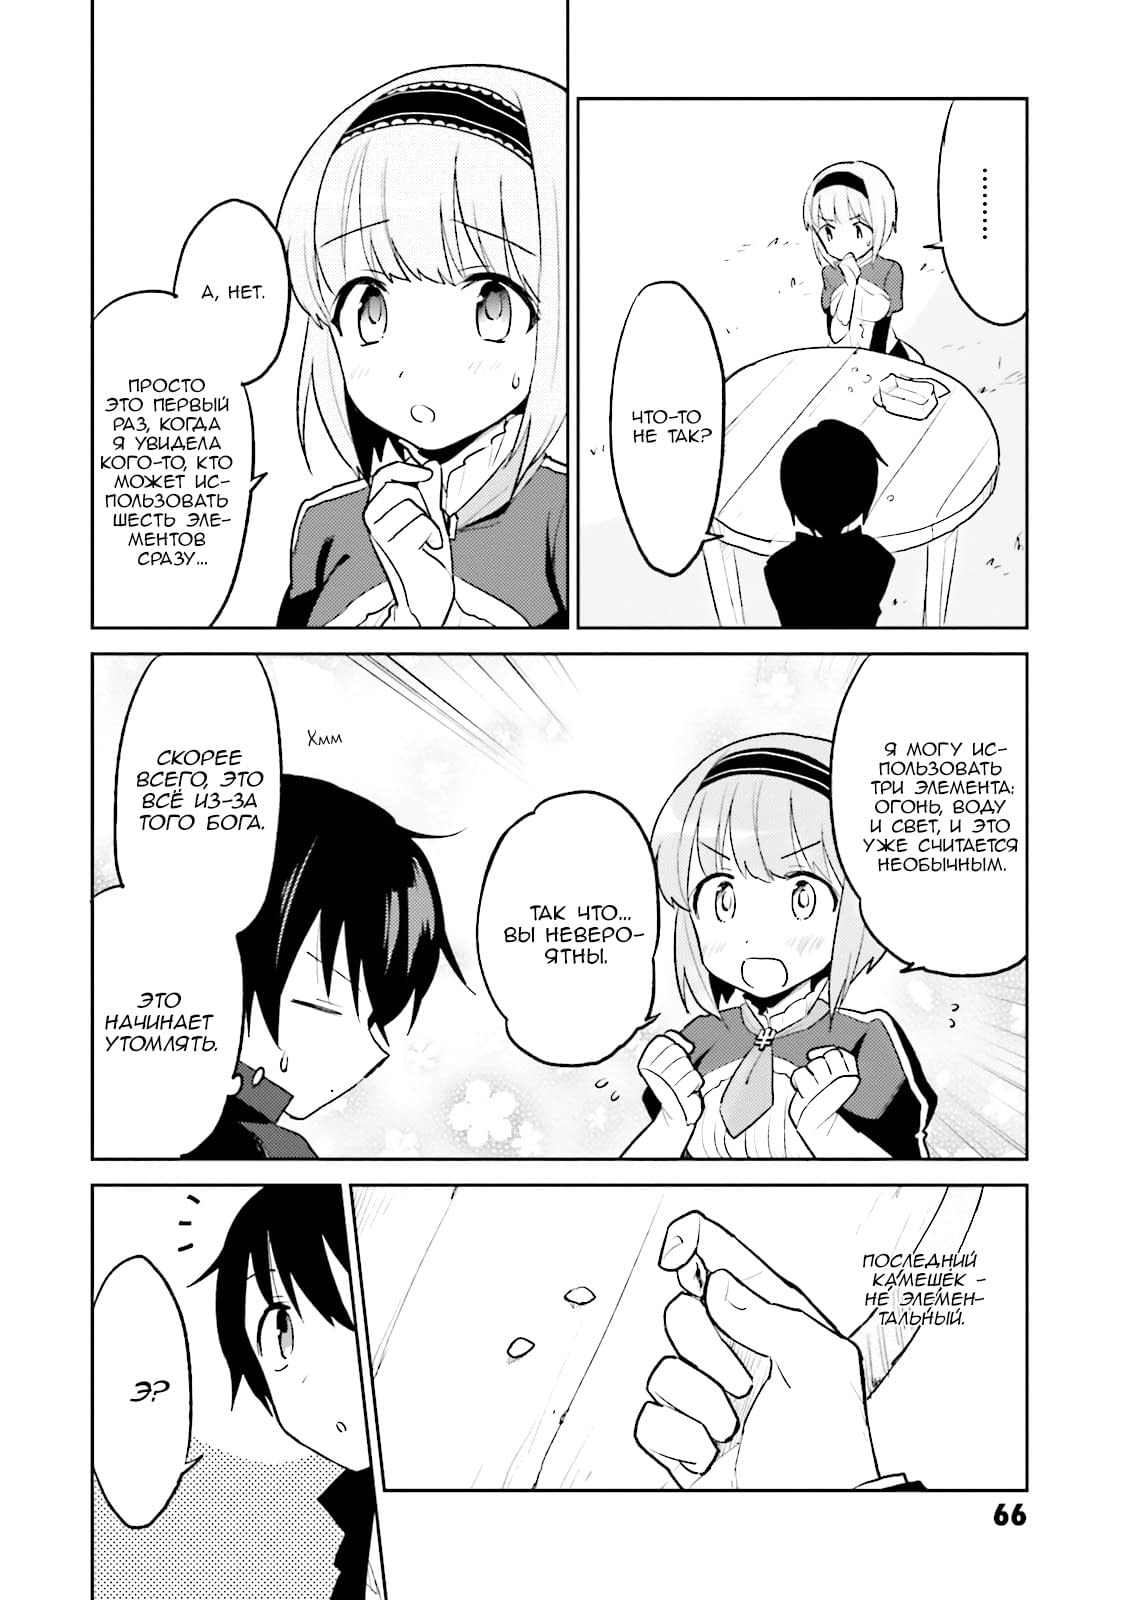 .........
ЧТО-ТО
НЕ ТАК?
А, НЕТ.
ПРОСТО
ЭТО ПЕРВЫЙ
РАЗ, КОГДА
Я УВИДЕЛА
КОГО-ТО, КТО
МОЖЕТ ИС-
ПОЛЬЗОВАТЬ
ШЕСТЬ ЭЛЕ-
МЕНТОВ
СРАЗУ...
Я МОГУ ИС-
ПОЛЬЗОВАТЬ
ТРИ ЭЛЕМЕНТА:
ОГОНЬ, ВОДУ
И СВЕТ, И ЭТО
УЖЕ СЧИТАЕТСЯ
НЕОБЫЧНЫМ.
ТАК ЧТО...
ВЫ НЕВЕРО-
ЯТНЫ.
Хмм
СКОРЕЕ
ВСЕГО, ЭТО
ВСЁ ИЗ-ЗА
ТОГО БОГА.
ЭТО
НАЧИНАЕТ
УТОМЛЯТЬ.
ПОСЛЕДНИЙ
КАМЕШЕК –
НЕ ЭЛЕМЕН-
ТАЛЬНЫЙ.
Э?
66